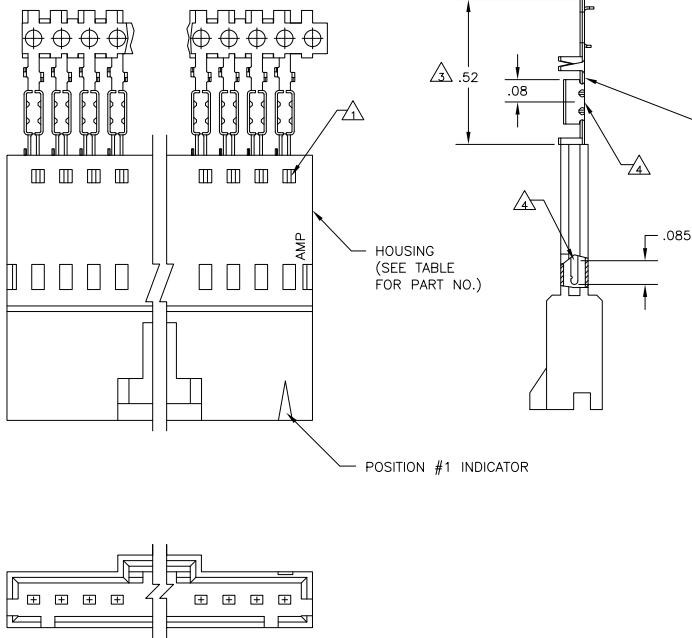 3 .52
.08
1
4
4
.085
AMP
HOUSING
(SEE TABLE
FOR PART NO.)
POSITION #1 INDICATOR